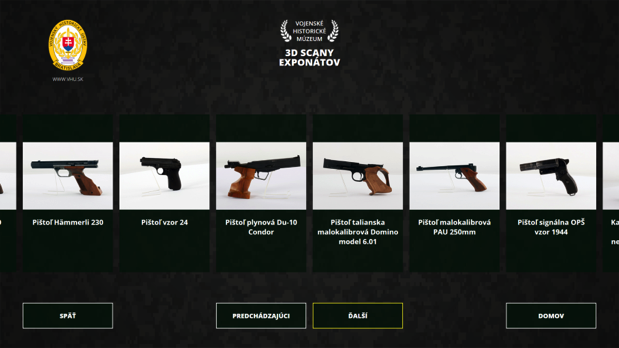 WWW.VHU.SK
VOJENSKÉ
HISTORICKÉ
MÚZEUM
3D SCANY
EXPONÁTOV
Pištoľ Hämmerli 230
Pištoľ vzor 24
Pištoľ plynová Du-10
Condor
Pištoľ talianska
malokalibrová Domino
model 6.01
Pištoľ malokalibrová
PAU 250mm
Pištoľ signálna OPŠ
vzor 1944
SPÄŤ
PREDCHÁDZAJÚCI
ĎALŠÍ
DOMOV